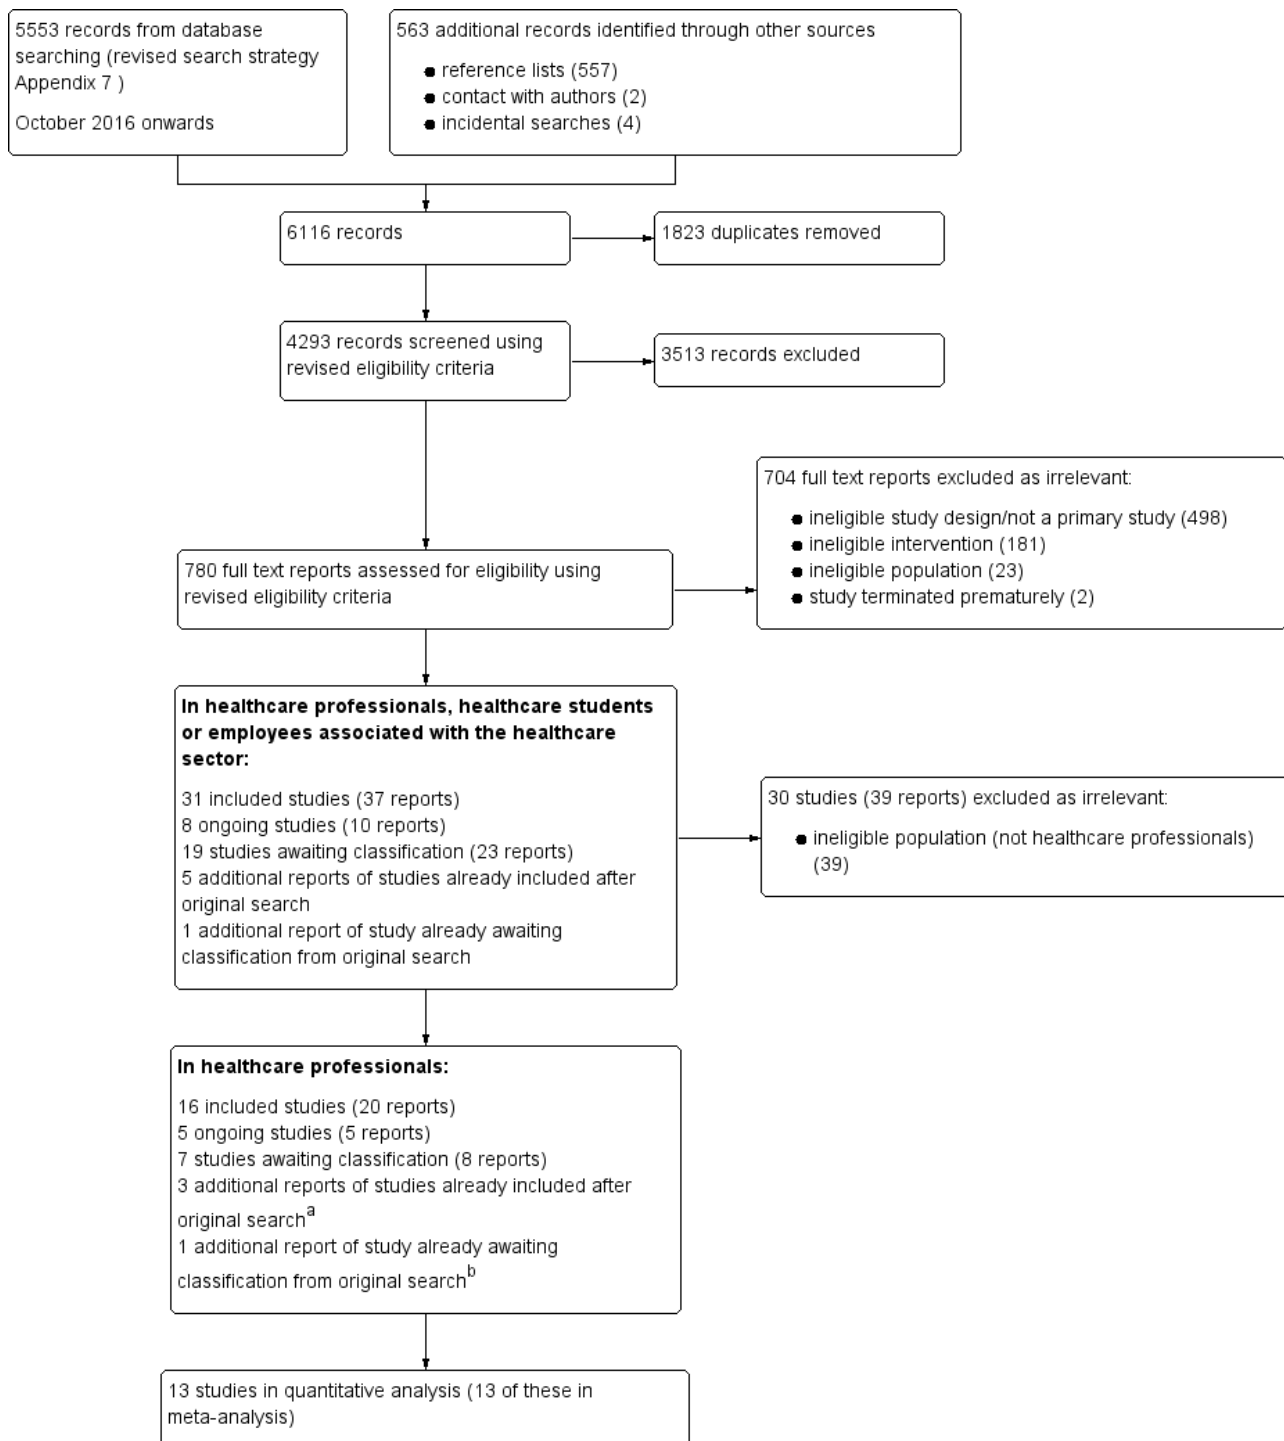 5553 records from database
searching (revised search strategy
Appendix 7 )
October 2016 onwards
563 additional records identified through other sources
● reference lists (557)
● contact with authors (2)
● incidental searches (4)
6116 records
1823 duplicates removed
4293 records screened using
revised eligibility criteria
3513 records excluded
704 full text reports excluded as irrelevant:
● ineligible study design/not a primary study (498)
● ineligible intervention (181)
● ineligible population (23)
● study terminated prematurely (2)
780 full text reports assessed for eligibility using
revised eligibility criteria
In healthcare professionals, healthcare students
or employees associated with the healthcare
sector:
31 included studies (37 reports)
8 ongoing studies (10 reports)
19 studies awaiting classification (23 reports)
5 additional reports of studies already included after
original search
1 additional report of study already awaiting
classification from original search
30 studies (39 reports) excluded as irrelevant:
● ineligible population (not healthcare professionals)
(39)
In healthcare professionals:
16 included studies (20 reports)
5 ongoing studies (5 reports)
7 studies awaiting classification (8 reports)
3 additional reports of studies already included after
original search^a
1 additional report of study already awaiting
classification from original search^b
13 studies in quantitative analysis (13 of these in
meta-analysis)